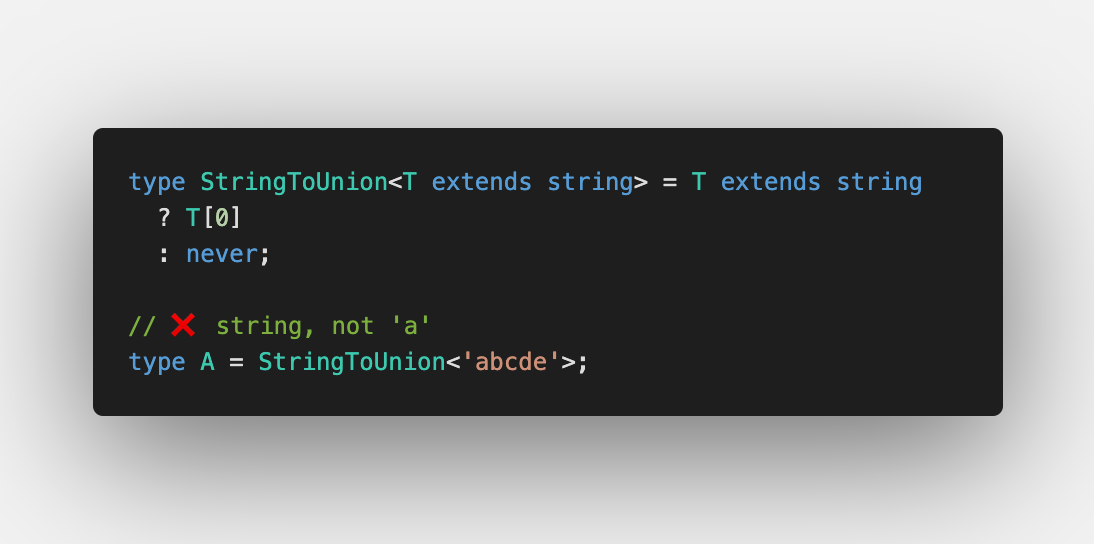 type StringToUnion<T extends string> = T extends string
  ? T[0]
  : never;

// ❌ string, not 'a'
type A = StringToUnion<'abcde'>;